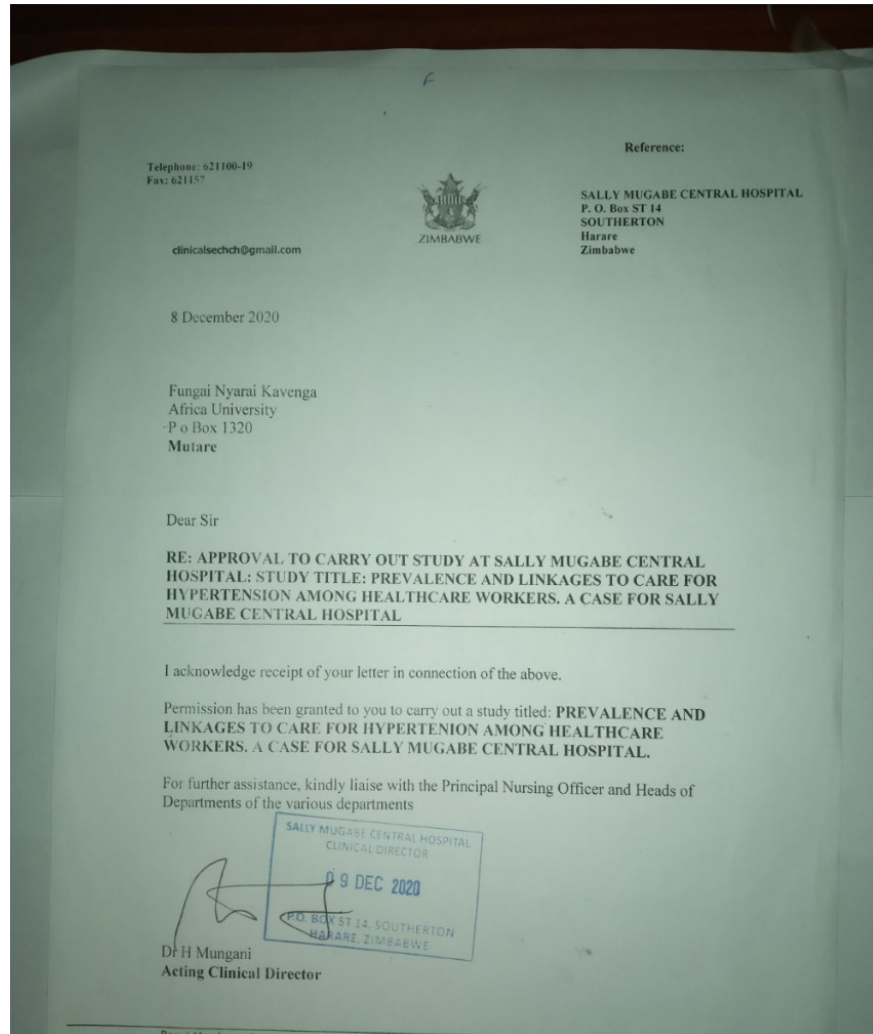 Reference:
Telephone: 621100-19
Fax: 621157
ZIMBABWE
SALLY MUGABE CENTRAL HOSPITAL
P. O. Box ST 14
SOUTHERTON
Harare
Zimbabwe
clinicalsechch@gmail.com
8 December 2020
Fungai Nyarai Kavenga
Africa University
P o Box 1320
Mutare
Dear Sir
RE: APPROVAL TO CARRY OUT STUDY AT SALLY MUGABE CENTRAL
HOSPITAL: STUDY TITLE: PREVALENCE AND LINKAGES TO CARE FOR
HYPERTENSION AMONG HEALTHCARE WORKERS. A CASE FOR SALLY
MUGABE CENTRAL HOSPITAL
I acknowledge receipt of your letter in connection of the above.
Permission has been granted to you to carry out a study titled: PREVALENCE AND
LINKAGES TO CARE FOR HYPERTENION AMONG HEALTHCARE
WORKERS. A CASE FOR SALLY MUGABE CENTRAL HOSPITAL.
For further assistance, kindly liaise with the Principal Nursing Officer and Heads of
Departments of the various departments
SALLY MUGABE CENTRAL HOSPITAL
CLINICAL DIRECTOR
09 DEC 2020
P.O. BOX ST 14, SOUTHERTON
HARARE, ZIMBABWE
Dr H Mungani
Acting Clinical Director